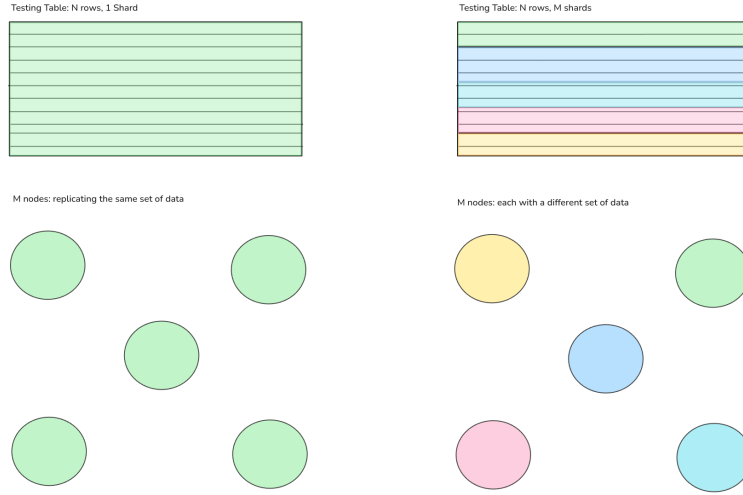 Testing Table: N rows, 1 Shard
Testing Table: N rows, M shards
M nodes: replicating the same set of data
M nodes: each with a different set of data